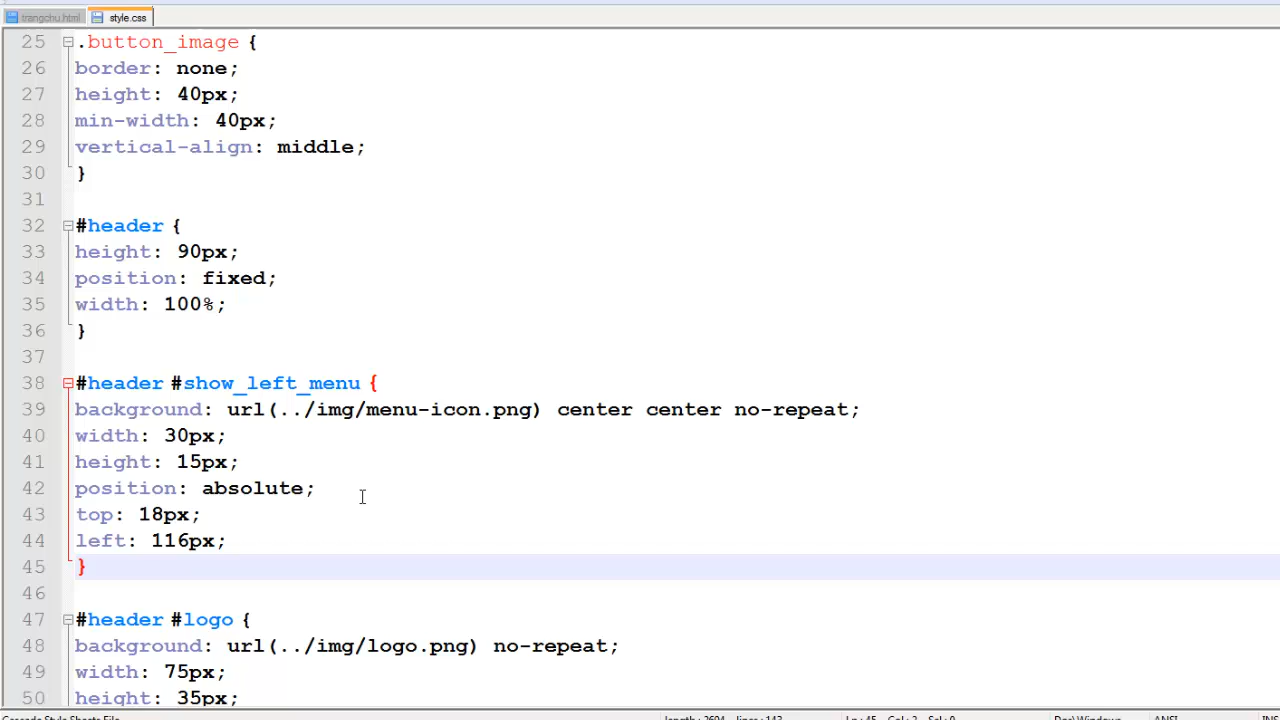 trangchu.html style.css
25 .button_image {
26 border: none;
27 height: 40px;
28 min-width: 40px;
29 vertical-align: middle;
30 }
31
32 #header {
33 height: 90px;
34 position: fixed;
35 width: 100%;
36 }
37
38 #header #show_left_menu {
39 background: url(../img/menu-icon.png) center center no-repeat;
40 width: 30px;
41 height: 15px;
42 position: absolute;
43 top: 18px;
44 left: 116px;
45 }
46
47 #header #logo {
48 background: url(../img/logo.png) no-repeat;
49 width: 75px;
50 height: 35px;